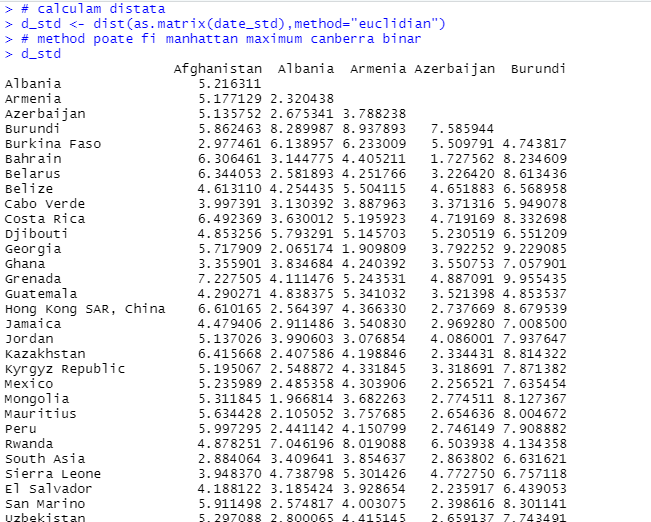 > # calculam distata
> d_std <- dist(as.matrix(date_std),method="euclidian")
> # method poate fi manhattan maximum canberra binar
> d_std
Afghanistan Albania Armenia Azerbaijan Burundi
Albania 5.216311
Armenia 5.177129 2.320438
Azerbaijan 5.135752 2.675341 3.788238
Burundi 5.862463 8.289987 8.937893 7.585944
Burkina Faso 2.977461 6.138957 6.233009 5.509791 4.743817
Bahrain 6.306461 3.144775 4.405211 1.727562 8.234609
Belarus 6.344053 2.581893 4.251766 3.226420 8.613436
Belize 4.613110 4.254435 5.504115 4.651883 6.568958
Cabo Verde 3.997391 3.130392 3.887963 3.371316 5.949078
Costa Rica 6.492369 3.630012 5.195923 4.719169 8.332698
Djibouti 4.853256 5.793291 5.145703 5.230519 6.551209
Georgia 5.717909 2.065174 1.909809 3.792252 9.229085
Ghana 3.355901 3.834684 4.240392 3.550753 7.057901
Grenada 7.227505 4.111476 5.243531 4.887091 9.955435
Guatemala 4.290271 4.838375 5.341032 3.521398 4.853537
Hong Kong SAR, China 6.610165 2.564397 4.366330 2.737669 8.679539
Jamaica 4.479406 2.911486 3.540830 2.969280 7.008500
Jordan 5.137026 3.990603 3.076854 4.086001 7.937647
Kazakhstan 6.415668 2.407586 4.198846 2.334431 8.814322
Kyrgyz Republic 5.195067 2.548872 4.331845 3.318691 7.871382
Mexico 5.235989 2.485358 4.303906 2.256521 7.635454
Mongolia 5.311845 1.966814 3.682263 2.774511 8.127367
Mauritius 5.634428 2.105052 3.757685 2.654636 8.004672
Peru 5.997295 2.441142 4.150799 2.746149 7.908882
Rwanda 4.878251 7.046196 8.019088 6.503938 4.134358
South Asia 2.884064 3.409641 3.854637 2.863802 6.631621
Sierra Leone 3.948370 4.738798 5.301426 4.772750 6.757118
El Salvador 4.188122 3.185424 3.928654 2.235917 6.439053
San Marino 5.911498 2.574817 4.003075 2.398616 8.301141
Uzbekistan 5.297088 2.800065 4.415145 2.659137 7.743491